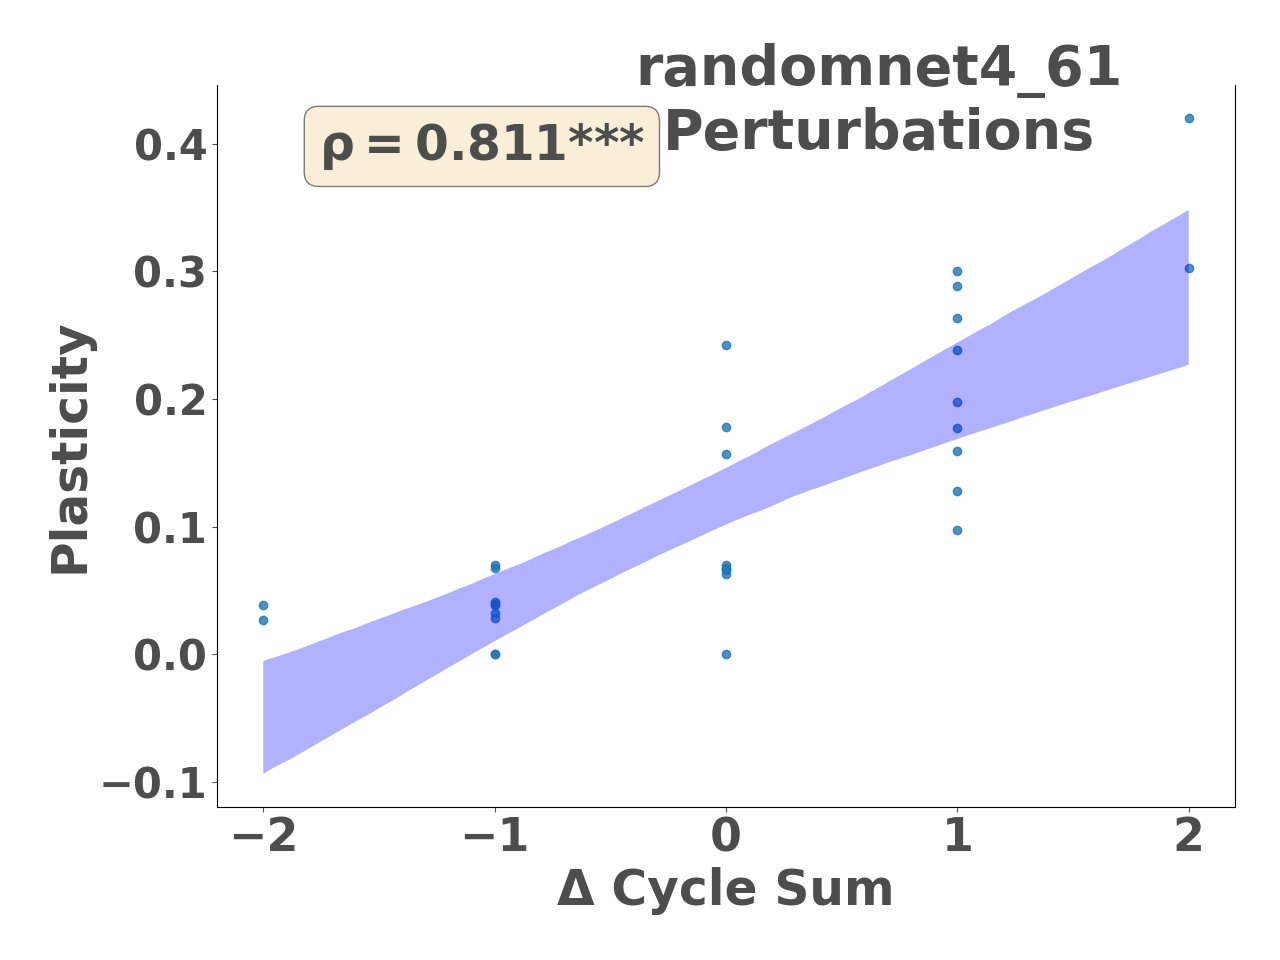 randomnet4_61
Perturbations
ρ = 0.811***
0.4
0.3
0.2
0.1
0.0
−0.1
Plasticity
−2 −1 0 1 2
Δ Cycle Sum